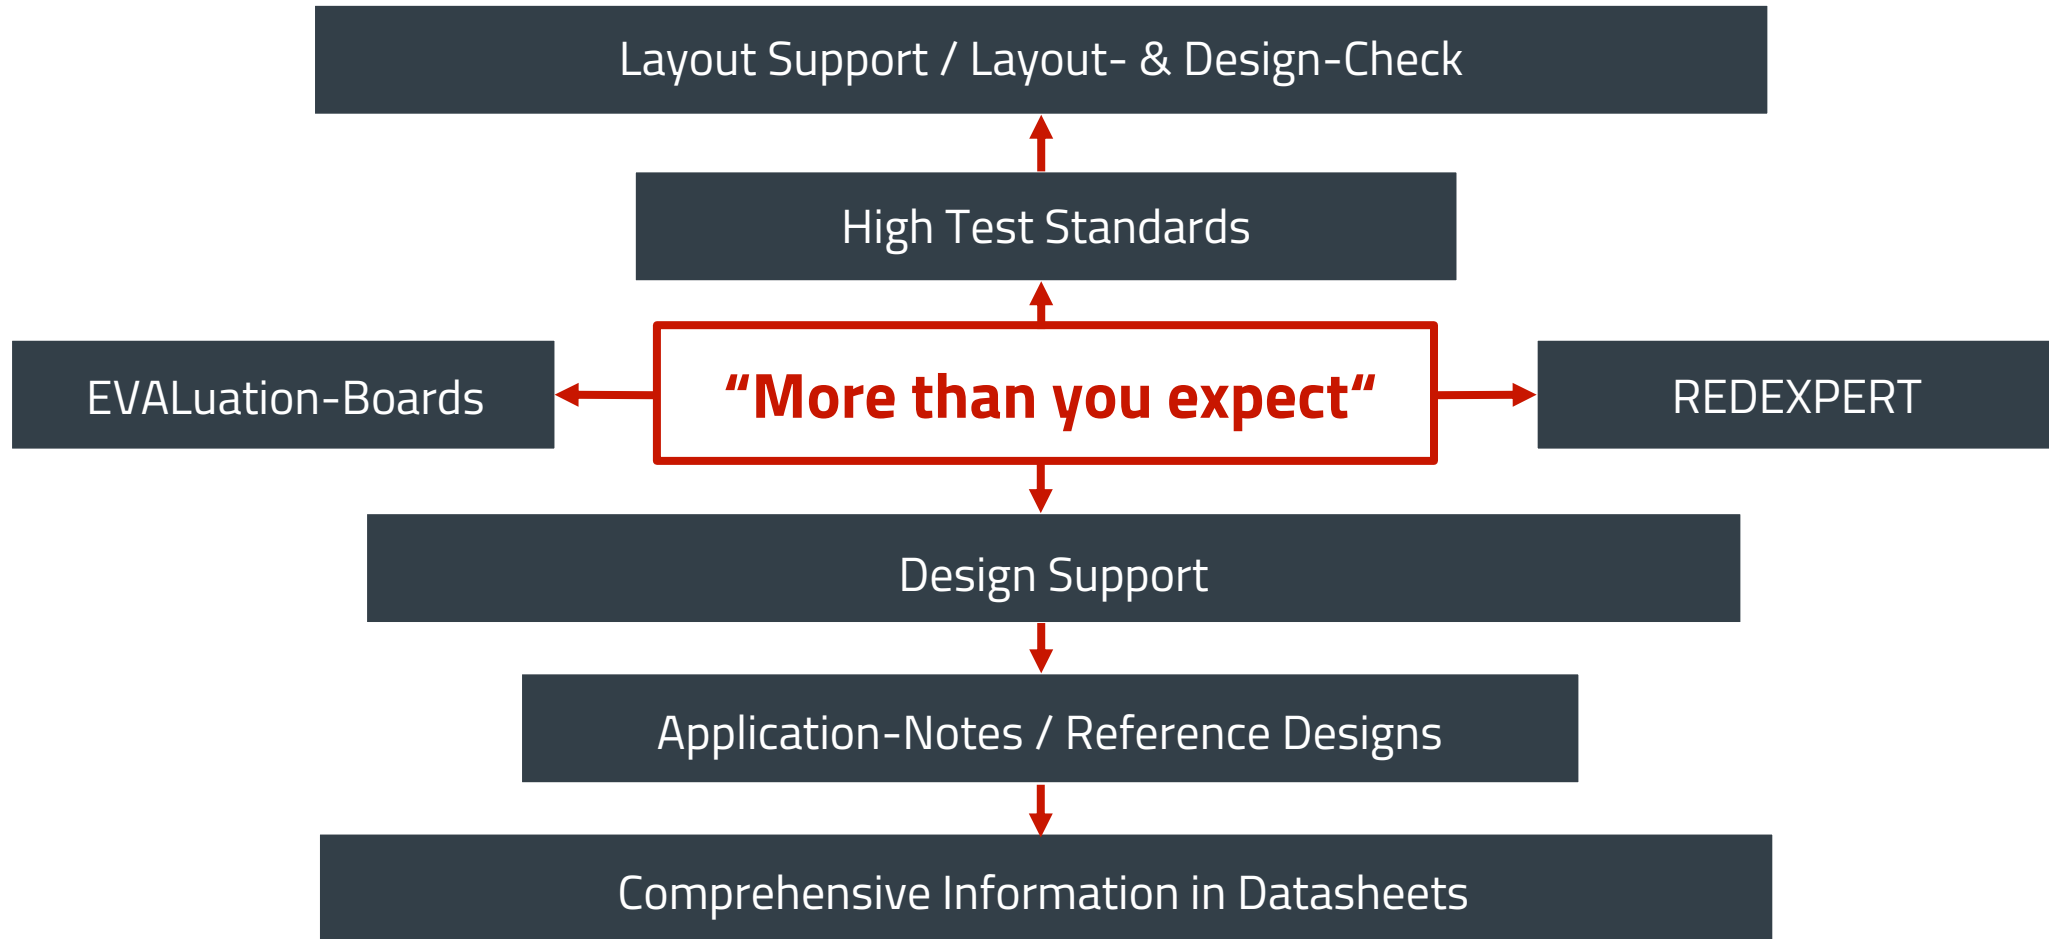 Layout Support / Layout- & Design-Check
High Test Standards
EVALuation-Boards
“More than you expect“
REDEXPERT
Design Support
Application-Notes / Reference Designs
Comprehensive Information in Datasheets